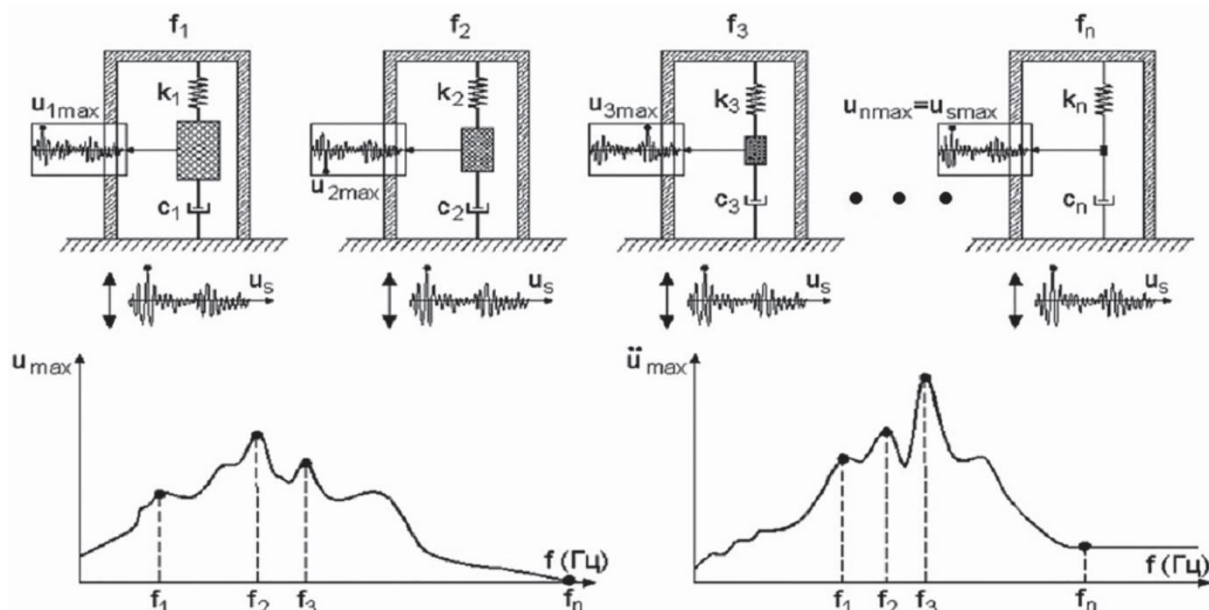 f1 f2 f3 fn
k1 k2 k3 kn
u1max u2max u3max unmax=usmax
c1 c2 c3 cn
us us us us
umax
f (Гц)
f1 f2 f3 fn
ümax
f (Гц)
f1 f2 f3 fn